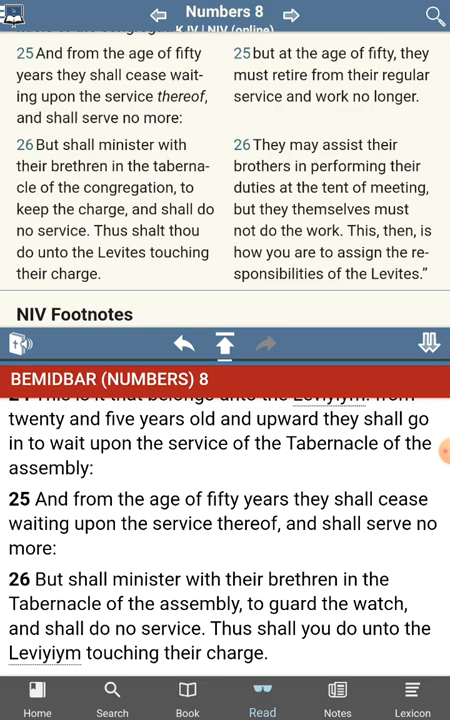 Numbers 8
KJV | NIV (online)
25 And from the age of fifty
years they shall cease wait-
ing upon the service thereof,
and shall serve no more:
26 But shall minister with
their brethren in the taberna-
cle of the congregation, to
keep the charge, and shall do
no service. Thus shalt thou
do unto the Levites touching
their charge.
25 but at the age of fifty, they
must retire from their regular
service and work no longer.
26 They may assist their
brothers in performing their
duties at the tent of meeting,
but they themselves must
not do the work. This, then, is
how you are to assign the re-
sponsibilities of the Levites.”
NIV Footnotes
BEMIDBAR (NUMBERS) 8
24 This is it that belongs unto the Leviyiym: from
twenty and five years old and upward they shall go
in to wait upon the service of the Tabernacle of the
assembly:
25 And from the age of fifty years they shall cease
waiting upon the service thereof, and shall serve no
more:
26 But shall minister with their brethren in the
Tabernacle of the assembly, to guard the watch,
and shall do no service. Thus shall you do unto the
Leviyiym touching their charge.
Home
Search
Book
Read
Notes
Lexicon